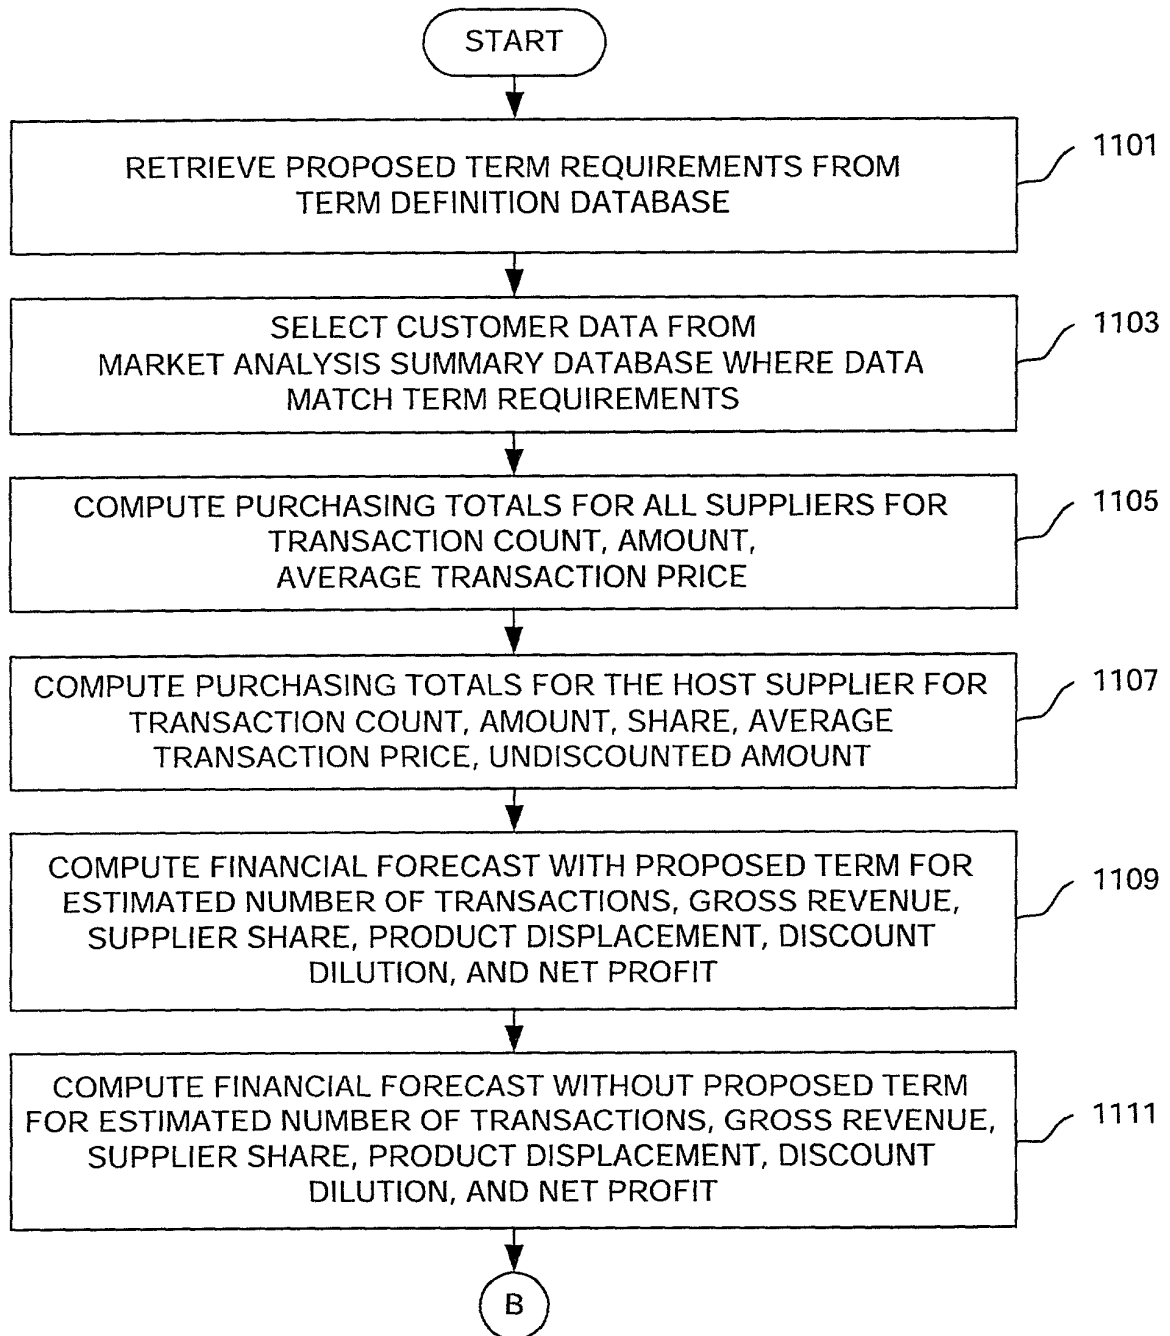 START
RETRIEVE PROPOSED TERM REQUIREMENTS FROM
TERM DEFINITION DATABASE
1101
SELECT CUSTOMER DATA FROM
MARKET ANALYSIS SUMMARY DATABASE WHERE DATA
MATCH TERM REQUIREMENTS
1103
COMPUTE PURCHASING TOTALS FOR ALL SUPPLIERS FOR
TRANSACTION COUNT, AMOUNT,
AVERAGE TRANSACTION PRICE
1105
COMPUTE PURCHASING TOTALS FOR THE HOST SUPPLIER FOR
TRANSACTION COUNT, AMOUNT, SHARE, AVERAGE
TRANSACTION PRICE, UNDISCOUNTED AMOUNT
1107
COMPUTE FINANCIAL FORECAST WITH PROPOSED TERM FOR
ESTIMATED NUMBER OF TRANSACTIONS, GROSS REVENUE,
SUPPLIER SHARE, PRODUCT DISPLACEMENT, DISCOUNT
DILUTION, AND NET PROFIT
1109
COMPUTE FINANCIAL FORECAST WITHOUT PROPOSED TERM
FOR ESTIMATED NUMBER OF TRANSACTIONS, GROSS REVENUE,
SUPPLIER SHARE, PRODUCT DISPLACEMENT, DISCOUNT
DILUTION, AND NET PROFIT
1111
B